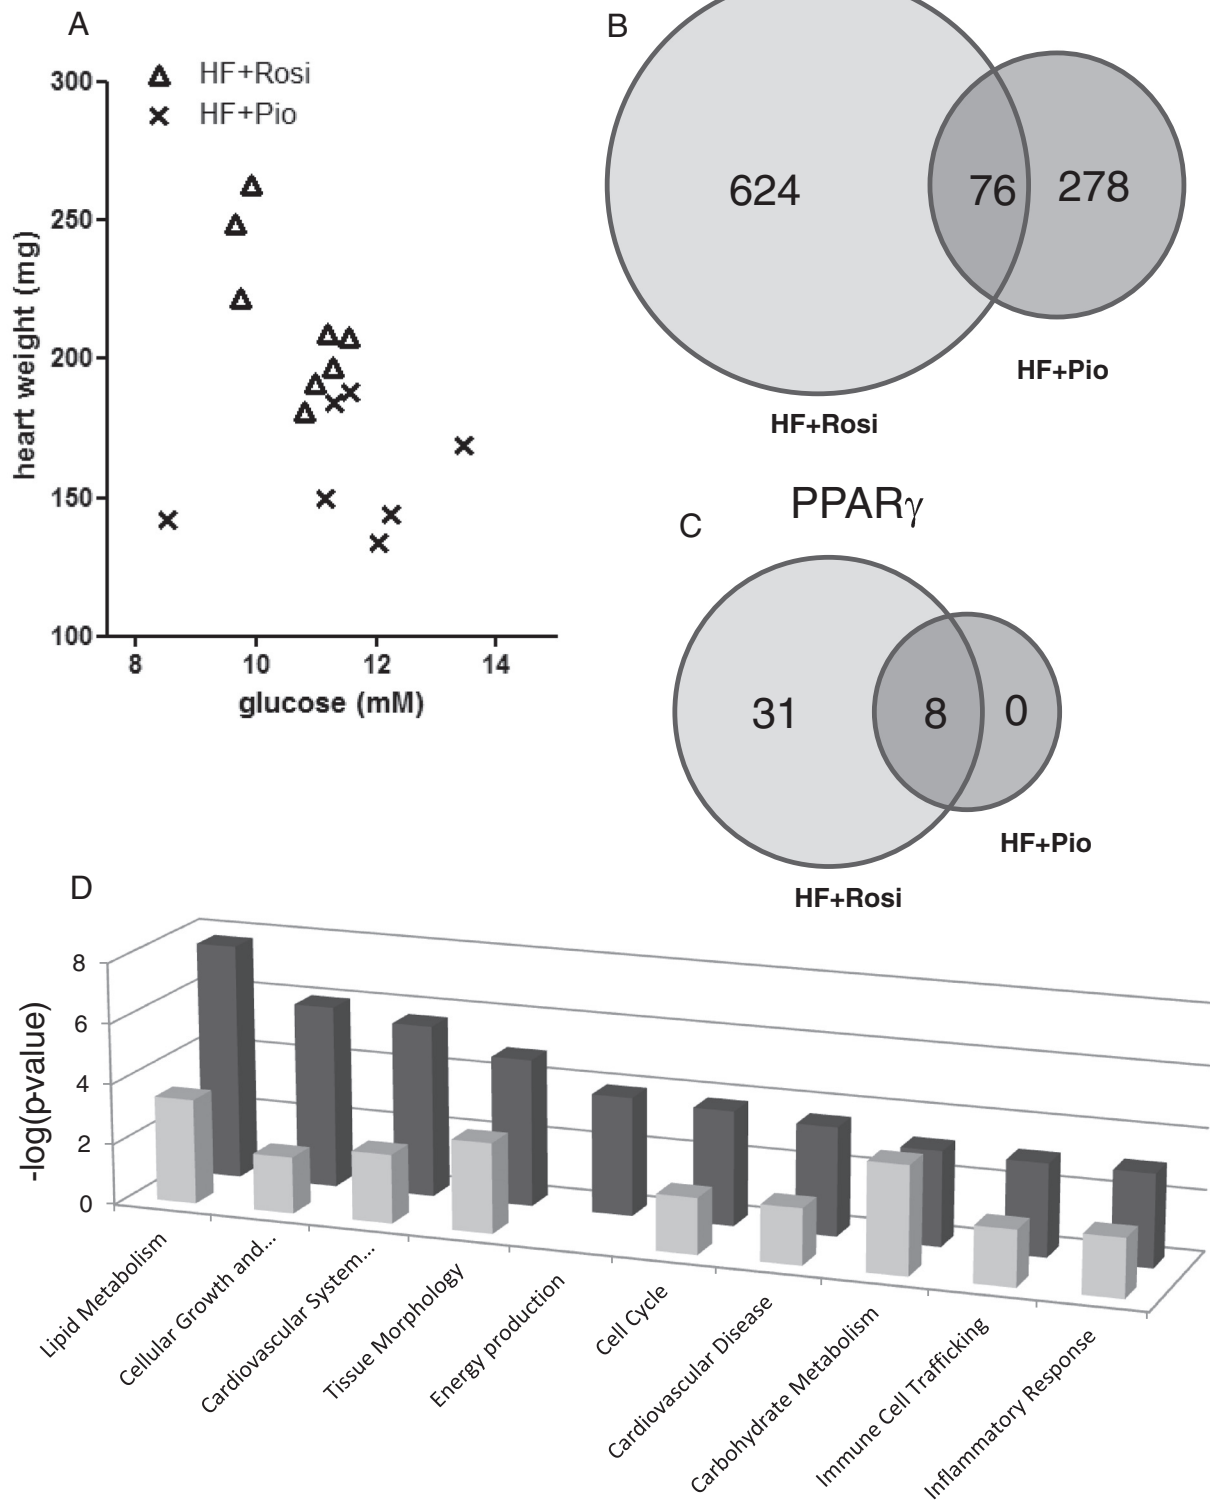 A
HF+Rosi
HF+Pio
300
250
200
150
100
heart weight (mg)
8 10 12 14
glucose (mM)
B
624 76 278
HF+Pio
HF+Rosi
C
PPARγ
31 8 0
HF+Pio
HF+Rosi
D
8
6
4
2
0
-log(p-value)
Lipid Metabolism
Cellular Growth and...
Cardiovascular System...
Tissue Morphology
Energy production
Cell Cycle
Cardiovascular Disease
Carbohydrate Metabolism
Immune Cell Trafficking
Inflammatory Response